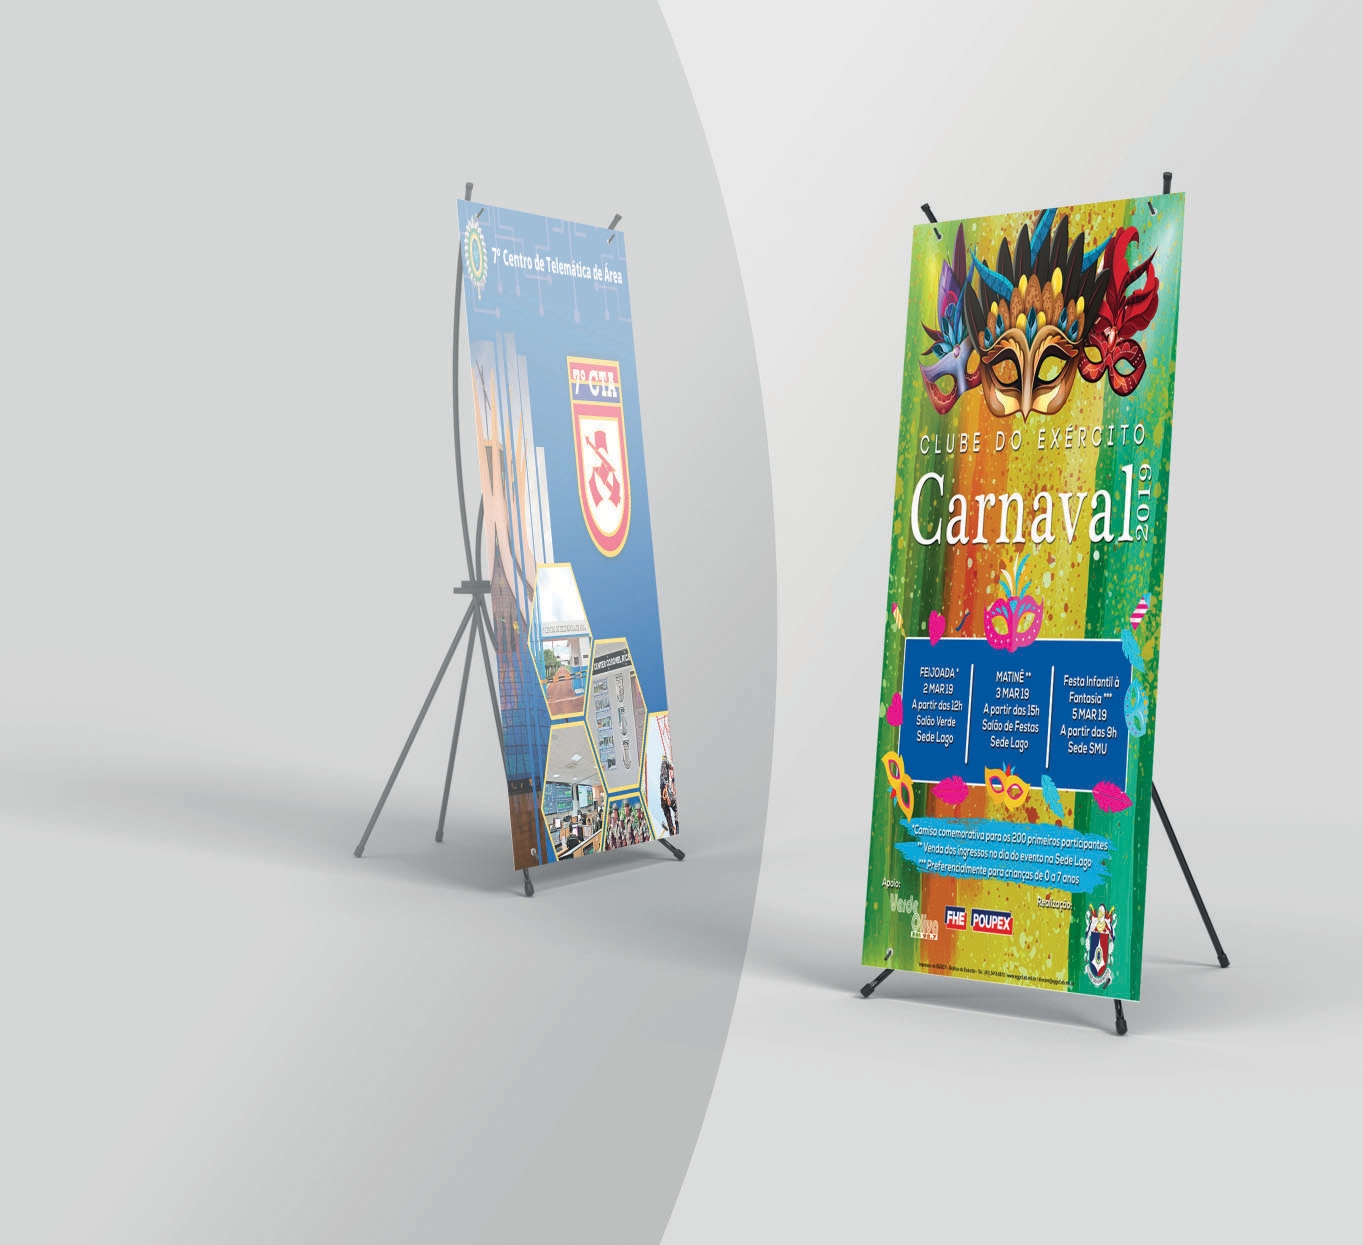 7º Centro de Telemática de Área
7º CTA
CLUBE DO EXÉRCITO
Carnaval
2019
FEIJOADA *
2 MAR 19
A partir das 12h
Salão Verde
Sede Lago
MATINÊ **
3 MAR 19
A partir das 15h
Salão de Festas
Sede Lago
Festa Infantil à
Fantasia ***
5 MAR 19
A partir das 9h
Sede SMU
*Camisa comemorativa para os 200 primeiros participantes
** Venda dos ingressos no dia do evento na Sede Lago
*** Preferencialmente para crianças de 0 a 7 anos
Apoio:
Verde
Oliva
FHE POUPEX
Realização: